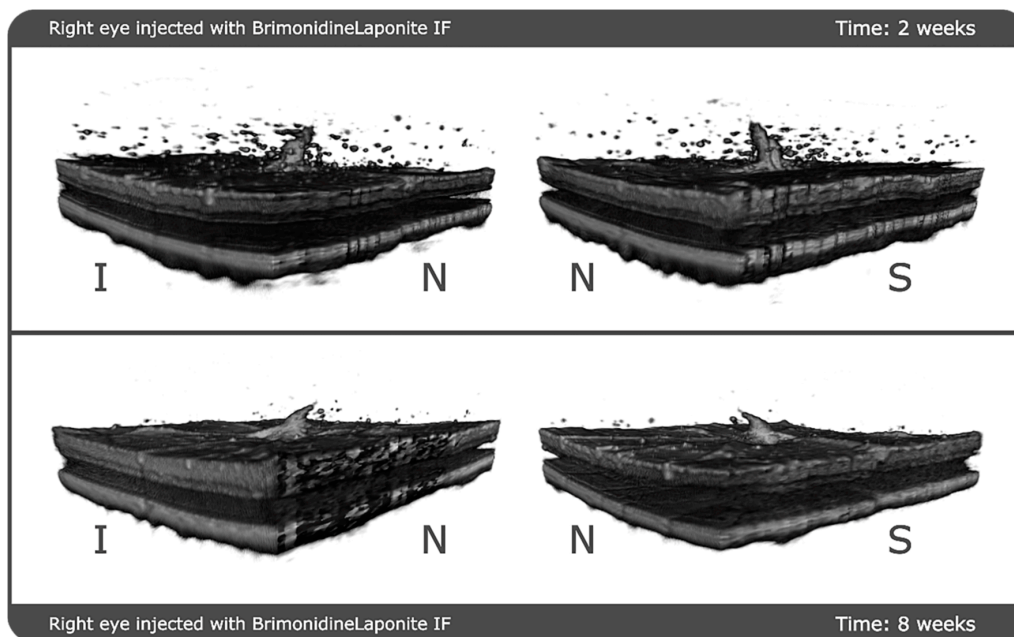 Right eye injected with BrimonidineLaponite IF Time: 2 weeks
I N N S
I N N S
Right eye injected with BrimonidineLaponite IF Time: 8 weeks